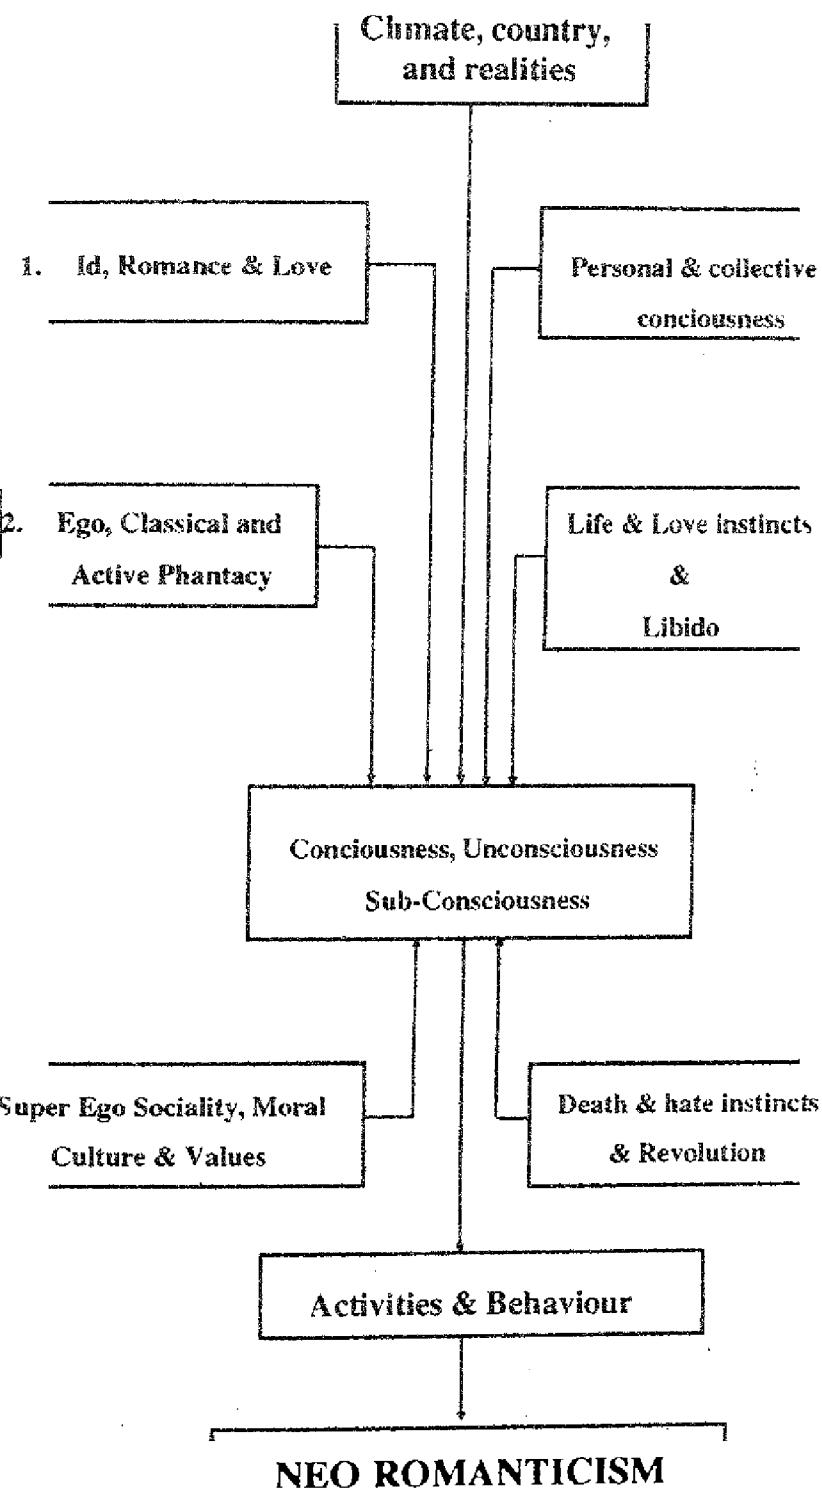 Climate, country,
and realities
1. Id, Romance & Love
Personal & collective
conciousness
2. Ego, Classical and
Active Phantacy
Life & Love instincts
&
Libido
Conciousness, Unconsciousness
Sub-Consciousness
Super Ego Sociality, Moral
Culture & Values
Death & hate instincts
& Revolution
Activities & Behaviour
NEO ROMANTICISM